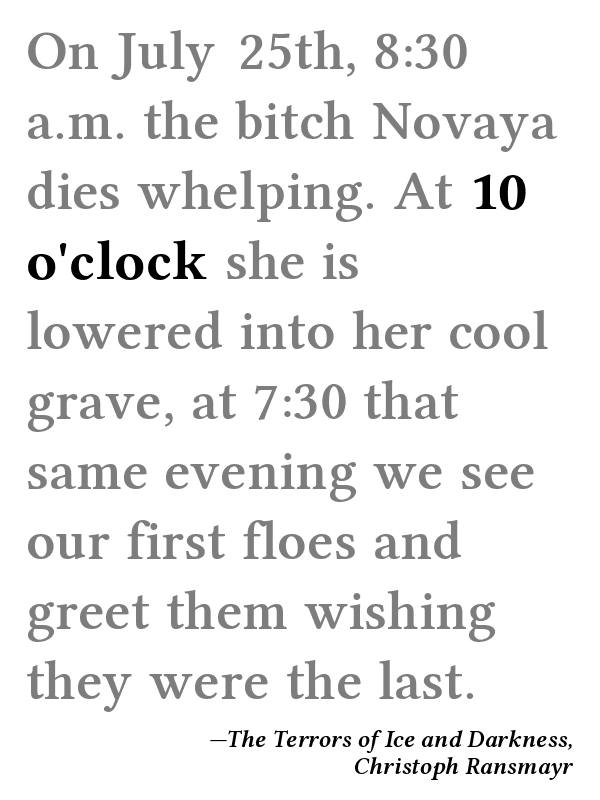 On July 25th, 8:30
a.m. the bitch Novaya
dies whelping. At 10
o'clock she is
lowered into her cool
grave, at 7:30 that
same evening we see
our first floes and
greet them wishing
they were the last.
—The Terrors of Ice and Darkness,
Christoph Ransmayr